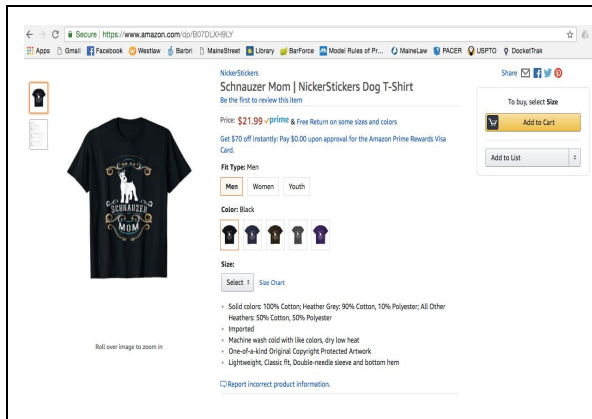 Secure | https://www.amazon.com/dp/B07DLXH9LY
Apps Gmail Facebook Westlaw Barbri MaineStreet Library BarForce Model Rules of Pr... MaineLaw PACER USPTO DocketTrak
NickerStickers
Schnauzer Mom | NickerStickers Dog T-Shirt
Be the first to review this item
Price: $21.99 prime & Free Return on some sizes and colors
Get $70 off instantly: Pay $0.00 upon approval for the Amazon Prime Rewards Visa
Card.
Fit Type: Men
Men Women Youth
Color: Black
Size:
Select Size Chart
Solid colors: 100% Cotton; Heather Grey: 90% Cotton, 10% Polyester; All Other
Heathers: 50% Cotton, 50% Polyester
Imported
Machine wash cold with like colors, dry low heat
One-of-a-kind Original Copyright Protected Artwork
Lightweight, Classic fit, Double-needle sleeve and bottom hem
Report incorrect product information.
SCHNAUZER
MOM
Roll over image to zoom in
Share
To buy, select Size
Add to Cart
Add to List